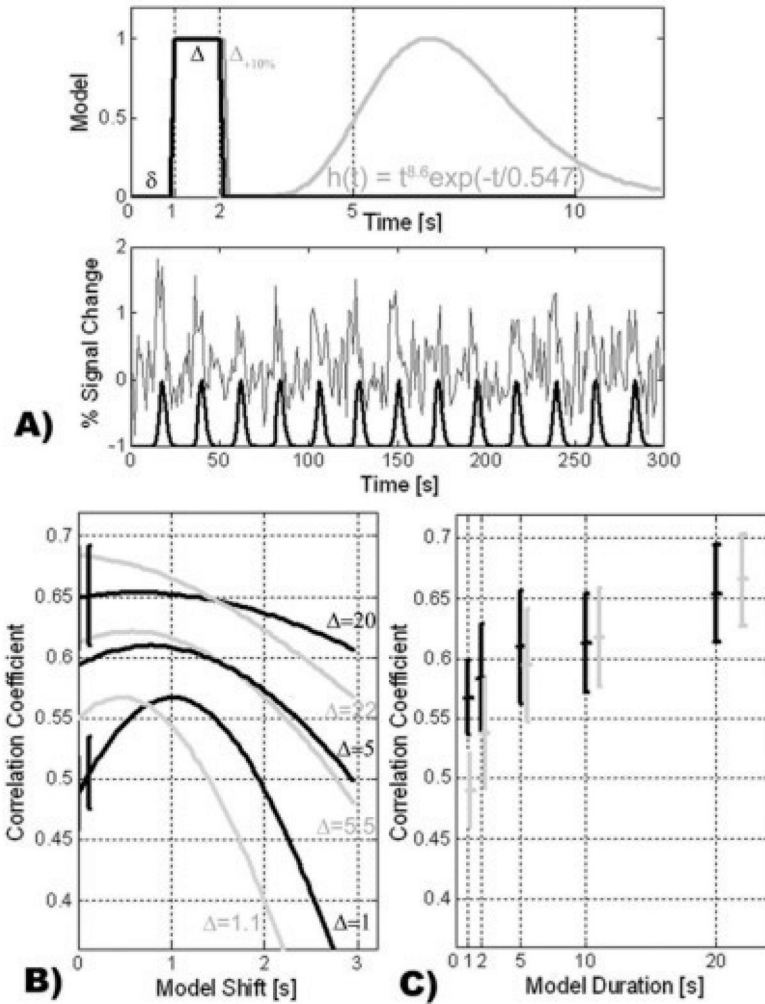 1
0.5
0
Model
δ
Δ
Δ+10%
h(t) = t^8.6exp(-t/0.547)
0 1 2 5 10
Time [s]
2
1
0
-1
% Signal Change
0 50 100 150 200 250 300
Time [s]
A)
0.7
0.65
0.6
0.55
0.5
0.45
0.4
Correlation Coefficient
Δ=20
Δ=22
Δ=5
Δ=5.5
Δ=1.1
Δ=1
0 1 2 3
Model Shift [s]
B)
0.7
0.65
0.6
0.55
0.5
0.45
0.4
Correlation Coefficient
0 1 2 5 10 20
Model Duration [s]
C)